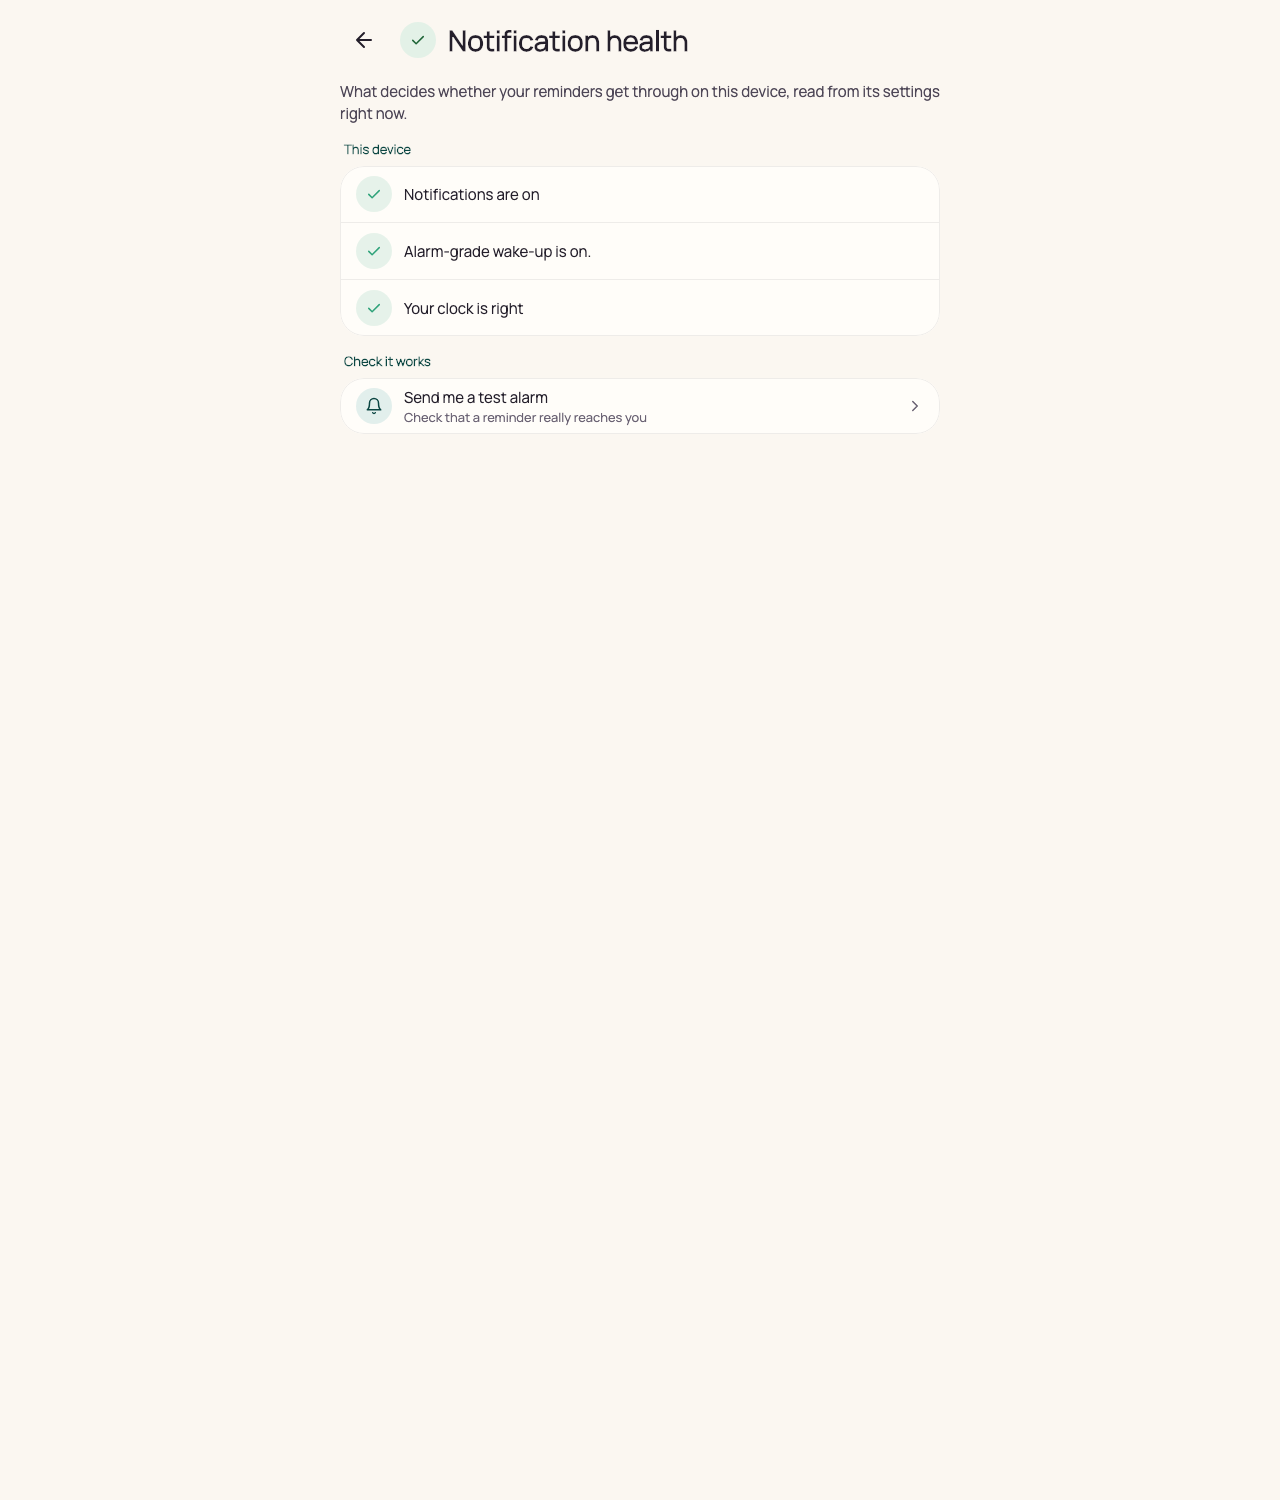 Notification health
What decides whether your reminders get through on this device, read from its settings
right now.
This device
Notifications are on
Alarm-grade wake-up is on.
Your clock is right
Check it works
Send me a test alarm
Check that a reminder really reaches you